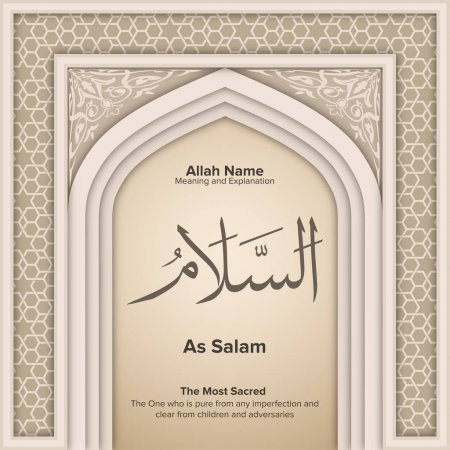 Allah Name
Meaning and Explanation
السَّلَامُ
As Salam
The Most Sacred
The One who is pure from any imperfection and
clear from children and adversaries